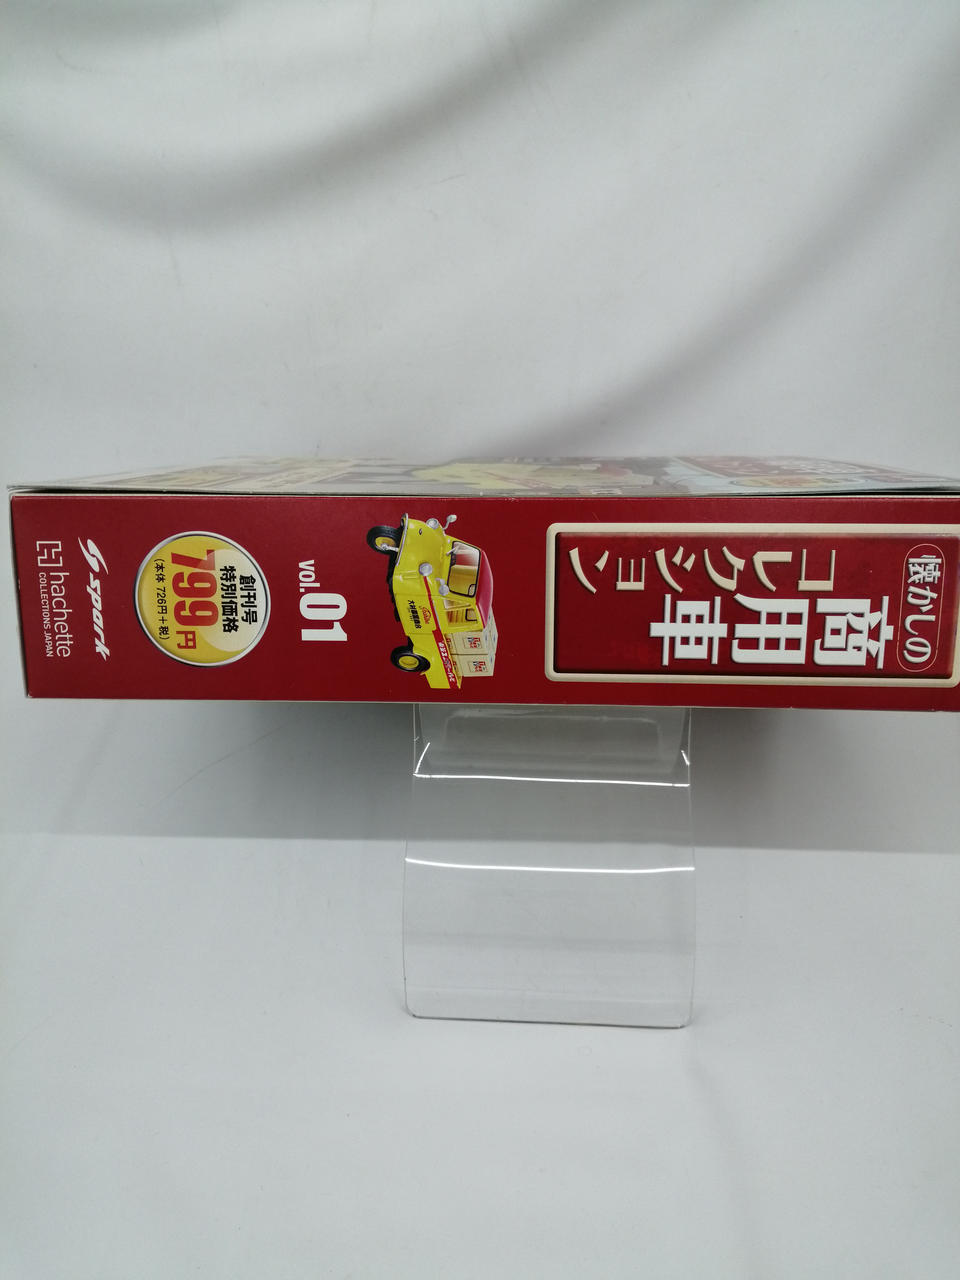 懐かしの
商用車
コレクション
vol.01
創刊号
特別価格
799円
(本体 726円+税)
spark
hachette
COLLECTIONS JAPAN